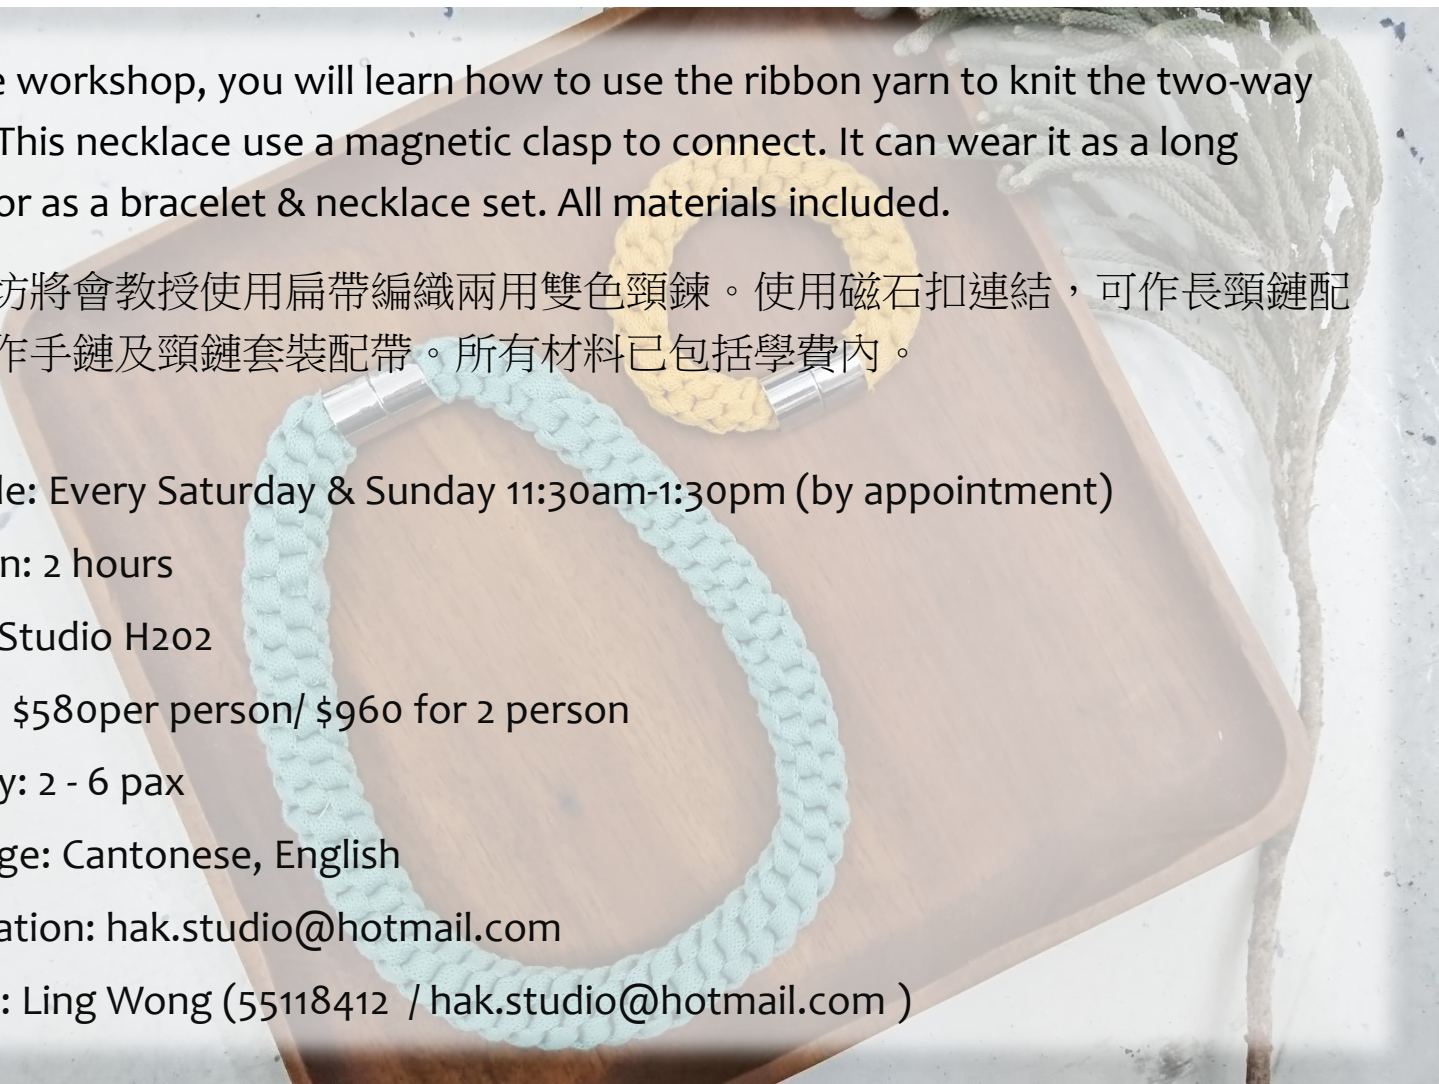 e workshop, you will learn how to use the ribbon yarn to knit the two-way
This necklace use a magnetic clasp to connect. It can wear it as a long
or as a bracelet & necklace set. All materials included.
坊將會教授使用扁帶編織兩用雙色頸鍊。使用磁石扣連結，可作長頸鏈配
作手鏈及頸鏈套裝配帶。所有材料已包括學費內。
le: Every Saturday & Sunday 11:30am-1:30pm (by appointment)
n: 2 hours
Studio H202
$580per person/ $960 for 2 person
y: 2 - 6 pax
ge: Cantonese, English
ation: hak.studio@hotmail.com
: Ling Wong (55118412 / hak.studio@hotmail.com )